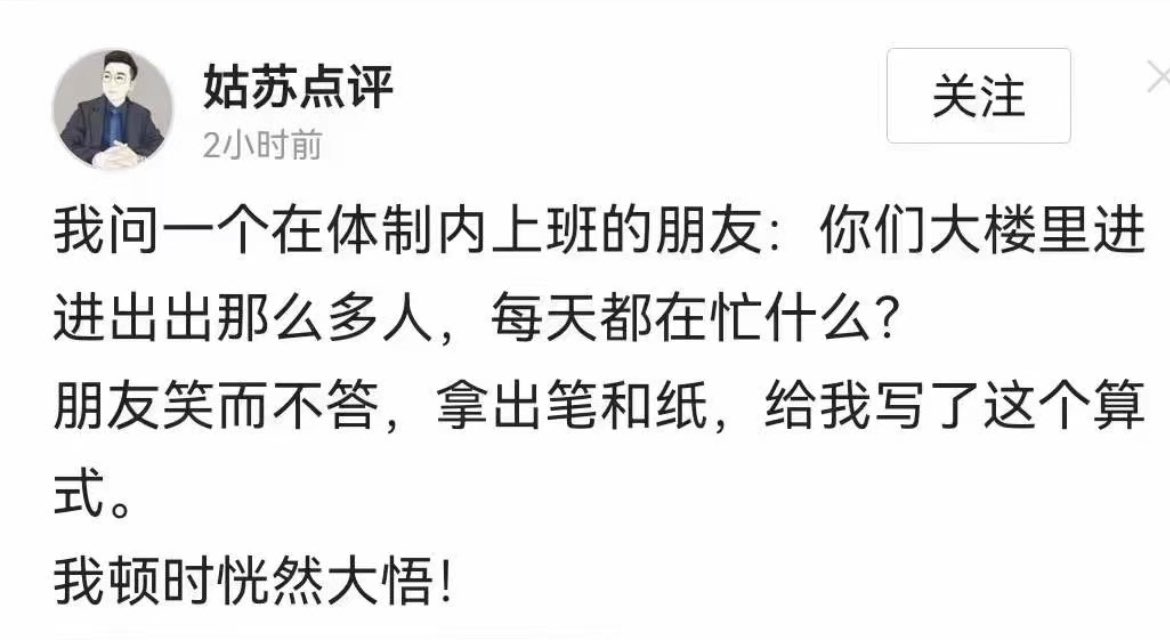 姑苏点评
关注
2小时前
我问一个在体制内上班的朋友：你们大楼里进
进出出那么多人，每天都在忙什么？
朋友笑而不答，拿出笔和纸，给我写了这个算
式。
我顿时恍然大悟！